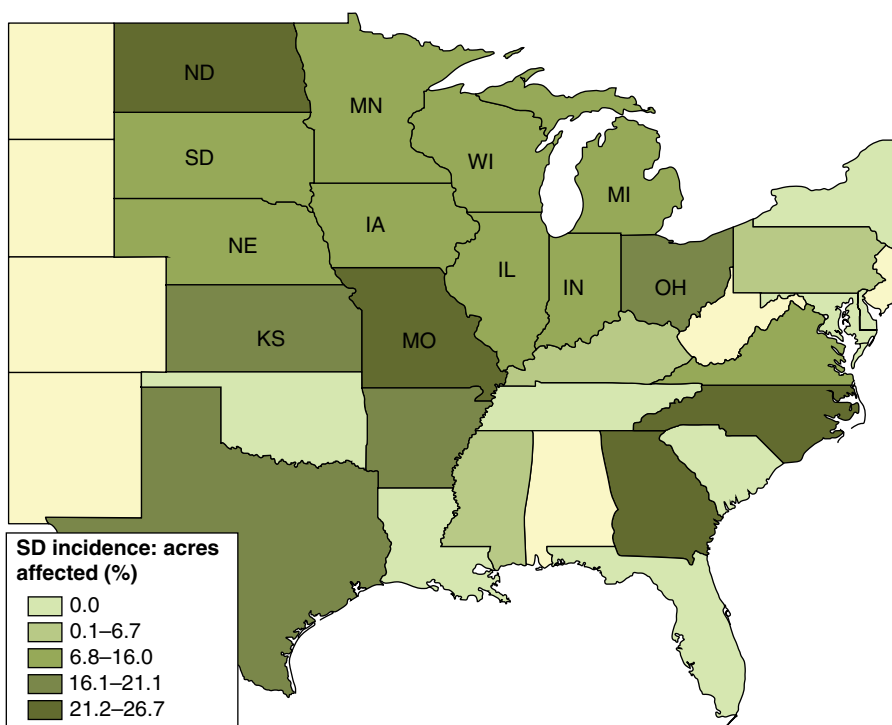 ND
MN
SD
WI
MI
IA
NE
IL
IN
OH
KS
MO
SD incidence: acres
affected (%)
0.0
0.1–6.7
6.8–16.0
16.1–21.1
21.2–26.7